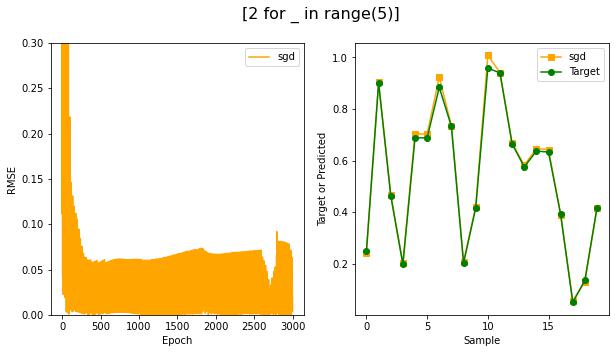 [2 for _ in range(5)]
RMSE
0.30
0.25
0.20
0.15
0.10
0.05
0.00
0 500 1000 1500 2000 2500 3000
Epoch
sgd
Target or Predicted
1.0
0.8
0.6
0.4
0.2
0 5 10 15
Sample
sgd
Target